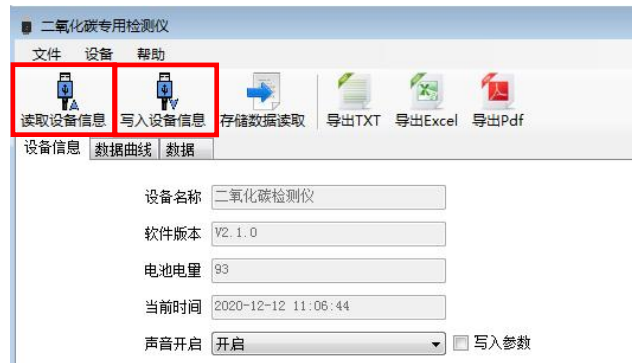 二氧化碳专用检测仪
文件 设备 帮助
读取设备信息 写入设备信息 存储数据读取 导出TXT 导出Excel 导出Pdf
设备信息 数据曲线 数据
设备名称 二氧化碳检测仪
软件版本 V2.1.0
电池电量 93
当前时间 2020-12-12 11:06:44
声音开启 开启 写入参数